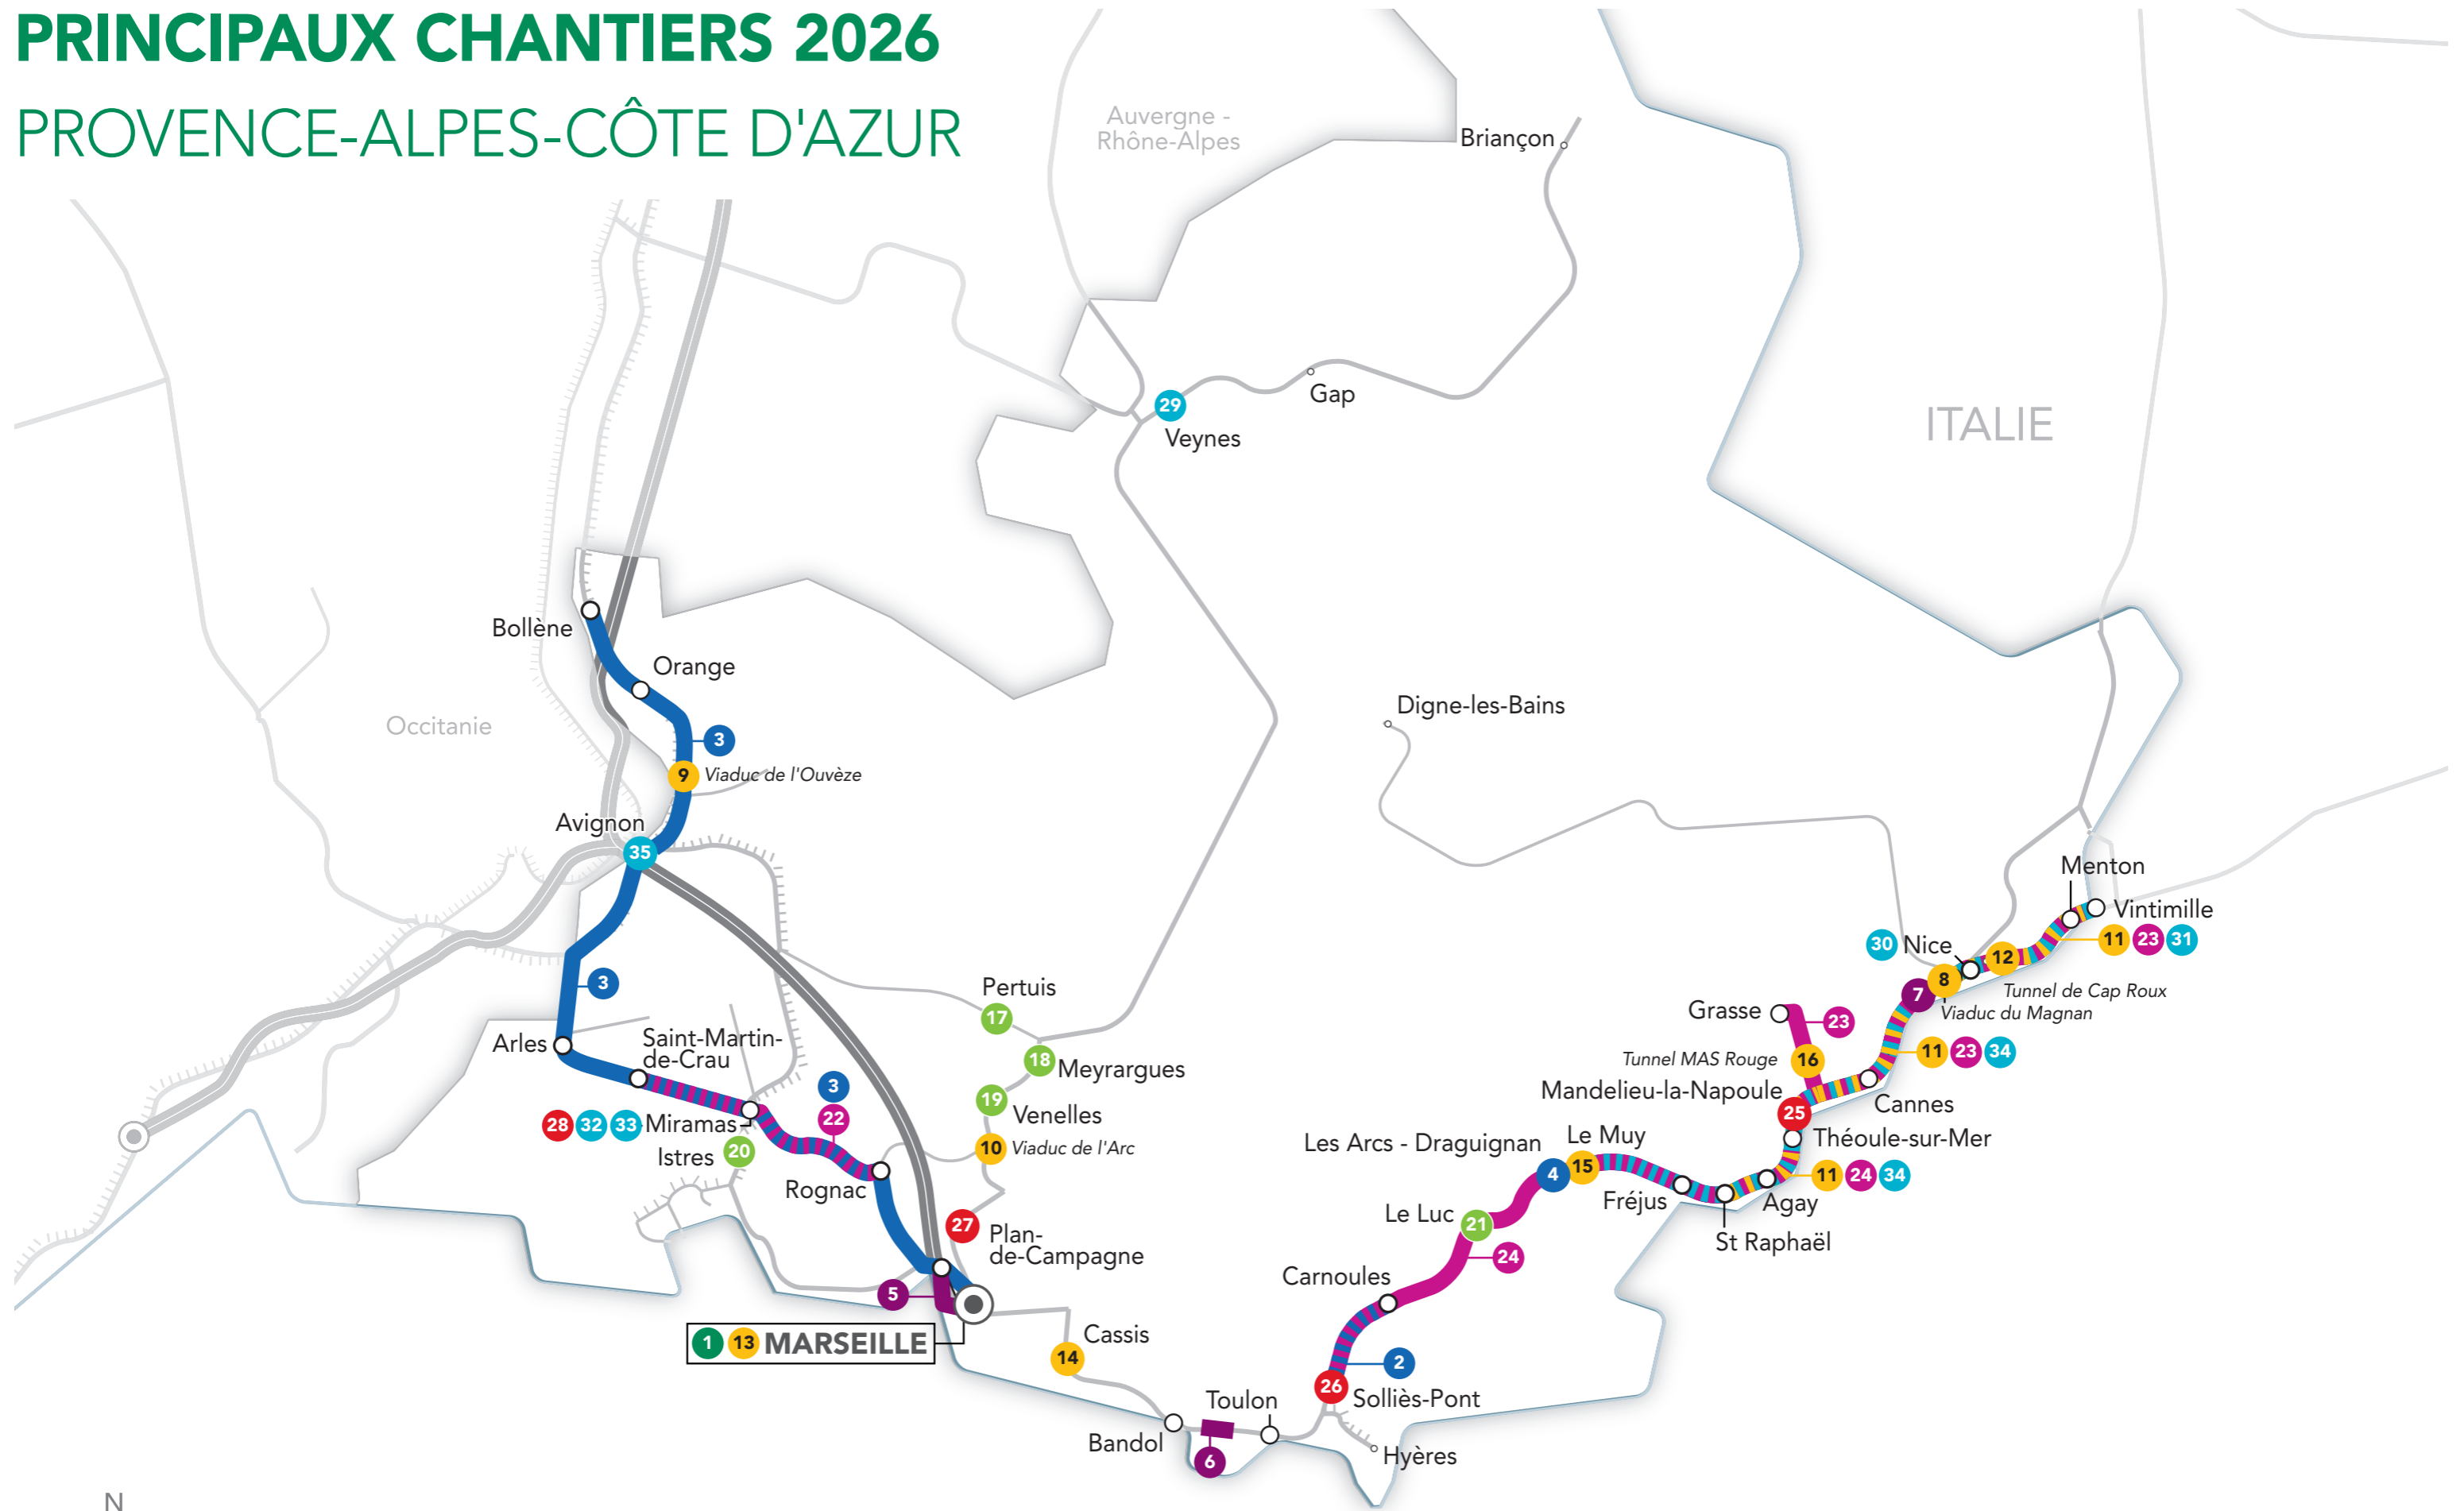 PRINCIPAUX CHANTIERS 2026
PROVENCE-ALPES-CÔTE D'AZUR
Auvergne -
Rhône-Alpes
Briançon
Gap
29
Veynes
ITALIE
Bollène
Orange
Occitanie
3
9 Viaduc de l'Ouvèze
Avignon
35
Digne-les-Bains
Menton
Vintimille
11 23 31
30 Nice
12
8
7
Tunnel de Cap Roux
Viaduc du Magnan
3
Pertuis
17
Grasse
23
Arles
Saint-Martin-
de-Crau
18
Meyrargues
Tunnel MAS Rouge
16
11 23 34
3
22
19
Venelles
Mandelieu-la-Napoule
Cannes
25
28 32 33 Miramas
10 Viaduc de l'Arc
Istres 20
Les Arcs - Draguignan
Le Muy
Théoule-sur-Mer
4
15
11 24 34
Rognac
Fréjus
Agay
Le Luc
21
St Raphaël
27
Plan-
de-Campagne
24
Carnoules
5
1 13 MARSEILLE
Cassis
14
2
26
Solliès-Pont
Toulon
Bandol
6
Hyères
N